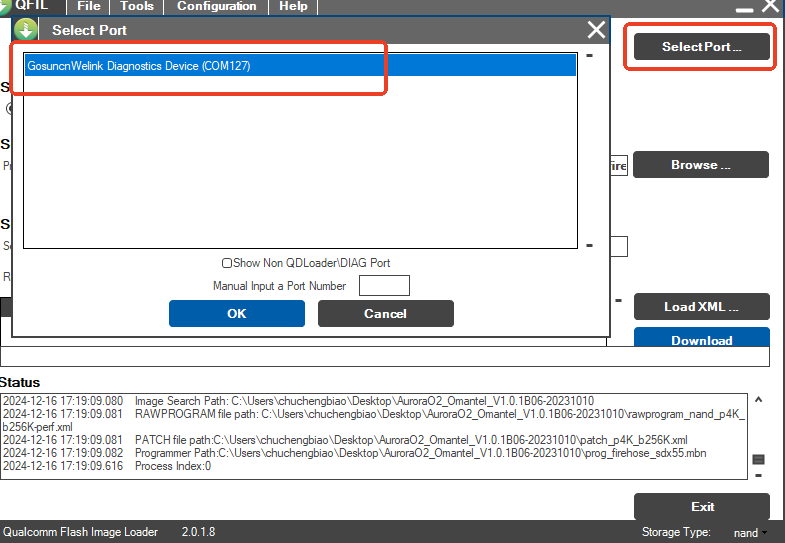 QFIL File Tools Configuration Help
Select Port
Select Port ...
GosuncnWelink Diagnostics Device (COM127)
Browse ...
Show Non QDLoader\DIAG Port
Manual Input a Port Number
OK Cancel
Load XML ...
Download
Status
2024-12-16 17:19:09.080 Image Search Path: C:\Users\chuchengbiao\Desktop\AuroraO2_Omantel_V1.0.1B06-20231010
2024-12-16 17:19:09.081 RAWPROGRAM file path: C:\Users\chuchengbiao\Desktop\AuroraO2_Omantel_V1.0.1B06-20231010\rawprogram_nand_p4K_
b256K-perf.xml
2024-12-16 17:19:09.081 PATCH file path:C:\Users\chuchengbiao\Desktop\AuroraO2_Omantel_V1.0.1B06-20231010\patch_p4K_b256K.xml
2024-12-16 17:19:09.082 Programmer Path:C:\Users\chuchengbiao\Desktop\AuroraO2_Omantel_V1.0.1B06-20231010\prog_firehose_sdx55.mbn
2024-12-16 17:19:09.616 Process Index:0
Exit
Qualcomm Flash Image Loader 2.0.1.8 Storage Type: nand